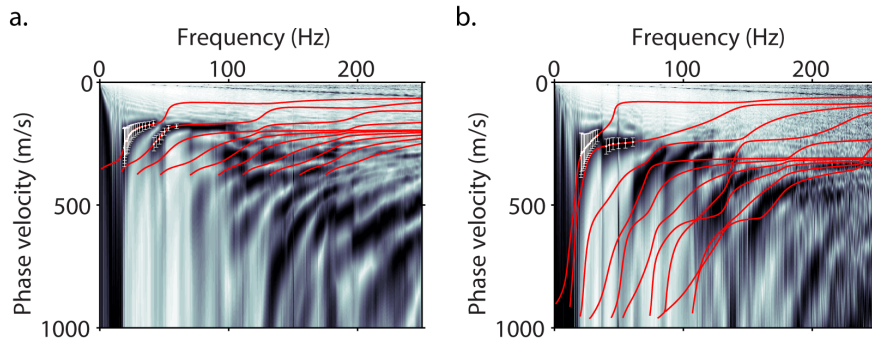 a.
Frequency (Hz)
0 100 200
0
500
1000
Phase velocity (m/s)
b.
Frequency (Hz)
0 100 200
0
500
1000
Phase velocity (m/s)